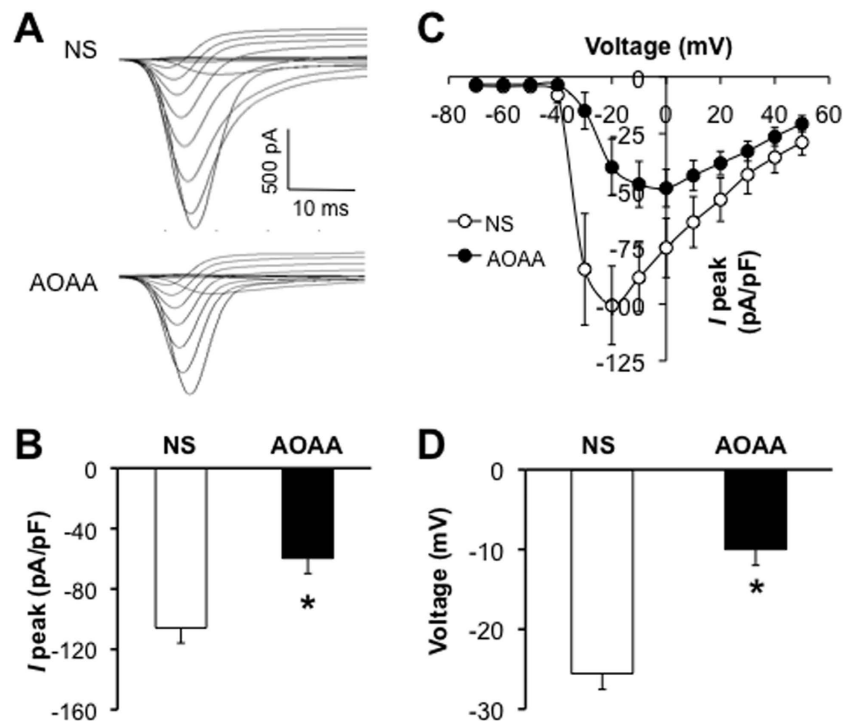 A
NS
500 pA
10 ms
AOAA
C
Voltage (mV)
-80 -60 -40 -20 0 20 40 60
0
-25
-50
-75
-100
-125
NS
AOAA
I peak
(pA/pF)
B
NS AOAA
0
-40
-80
-120
-160
I peak (pA/pF)
*
D
NS AOAA
0
-10
-20
-30
Voltage (mV)
*